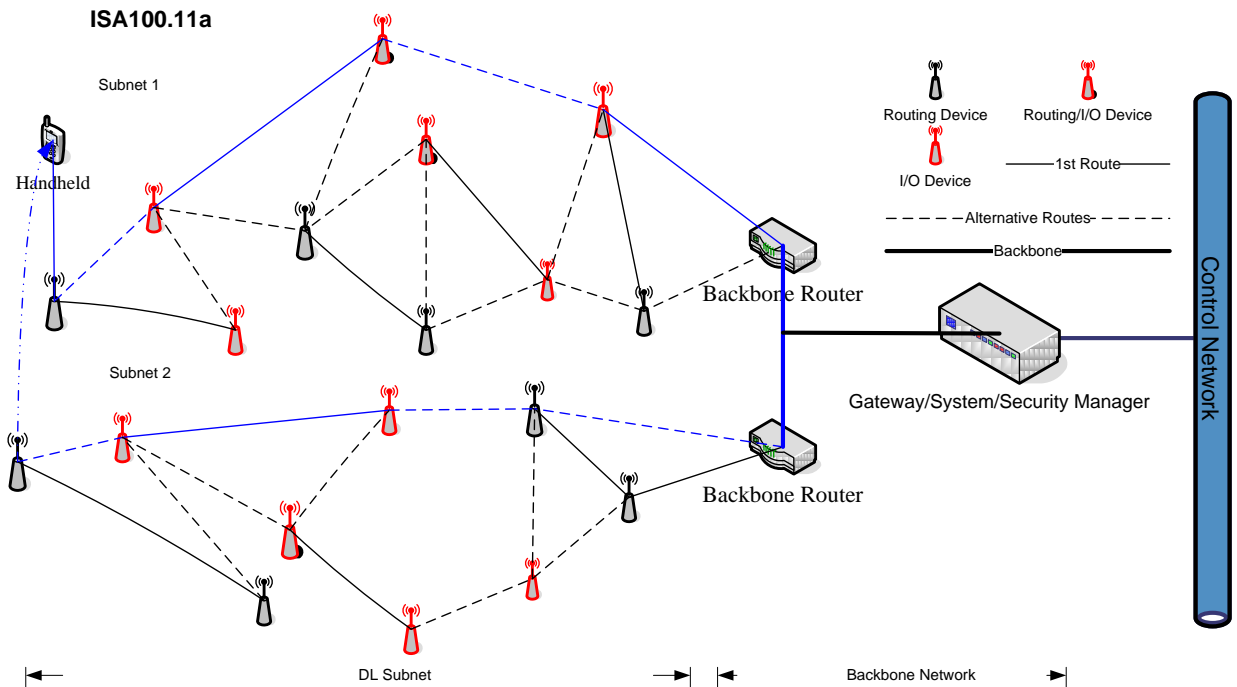 ISA100.11a
Subnet 1
Handheld
Routing Device
Routing/I/O Device
I/O Device
1st Route
Alternative Routes
Backbone
Backbone Router
Control Network
Subnet 2
Gateway/System/Security Manager
Backbone Router
DL Subnet
Backbone Network